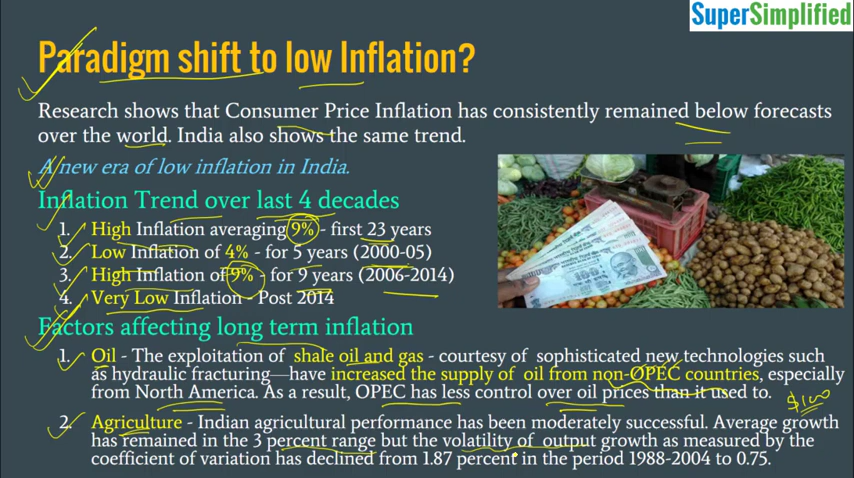 SuperSimplified
Paradigm shift to low Inflation?
Research shows that Consumer Price Inflation has consistently remained below forecasts
over the world. India also shows the same trend.
A new era of low inflation in India.
Inflation Trend over last 4 decades
1. High Inflation averaging 9% - first 23 years
2. Low Inflation of 4% - for 5 years (2000-05)
3. High Inflation of 9% - for 9 years (2006-2014)
4. Very Low Inflation - Post 2014
Factors affecting long term inflation
1. Oil - The exploitation of shale oil and gas - courtesy of sophisticated new technologies such
as hydraulic fracturing—have increased the supply of oil from non-OPEC countries, especially
from North America. As a result, OPEC has less control over oil prices than it used to.
$100
2. Agriculture - Indian agricultural performance has been moderately successful. Average growth
has remained in the 3 percent range but the volatility of output growth as measured by the
coefficient of variation has declined from 1.87 percent in the period 1988-2004 to 0.75.